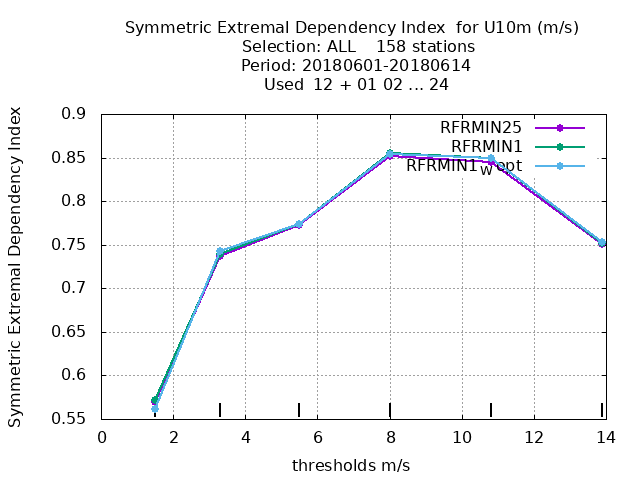 Symmetric Extremal Dependency Index  for U10m (m/s)
Selection: ALL    158 stations
Period: 20180601-20180614
Used  12 + 01 02 ... 24
Symmetric Extremal Dependency Index
0.9
0.85
0.8
0.75
0.7
0.65
0.6
0.55
RFRMIN25
RFRMIN1
RFRMIN1Wopt
0 2 4 6 8 10 12 14
thresholds m/s